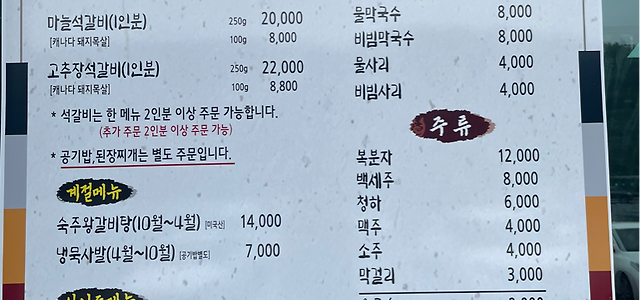 마늘석갈비(1인분) 250g 20,000
[캐나다 돼지목살] 100g 8,000
고추장석갈비(1인분) 250g 22,000
[캐나다 돼지목살] 100g 8,800
* 석갈비는 한 메뉴 2인분 이상 주문 가능합니다.
(추가 주문 2인분 이상 주문 가능)
* 공기밥,된장찌개는 별도 주문입니다.
계절메뉴
숙주왕갈비탕(10월~4월) [미국산] 14,000
냉묵사발(4월~10월) [공기밥별도] 7,000
물막국수 8,000
비빔막국수 8,000
물사리 4,000
비빔사리 4,000
주류
복분자 12,000
백세주 8,000
청하 6,000
맥주 4,000
소주 4,000
막걸리 3,000